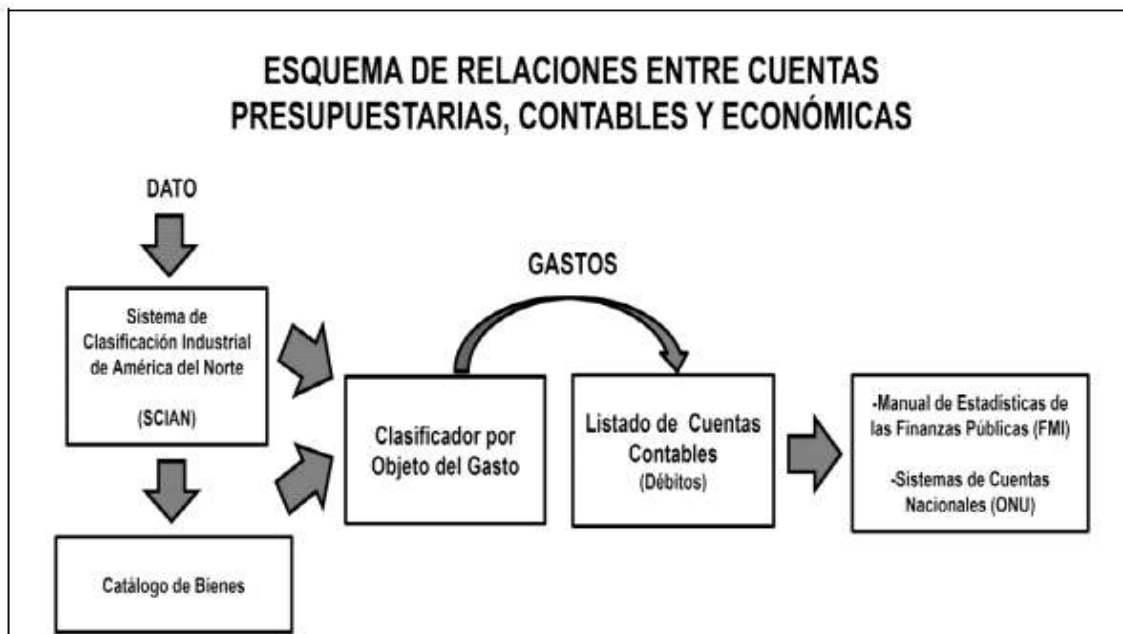 ESQUEMA DE RELACIONES ENTRE CUENTAS
PRESUPUESTARIAS, CONTABLES Y ECONÓMICAS
DATO
Sistema de
Clasificación Industrial
de América del Norte
(SCIAN)
Catálogo de Bienes
GASTOS
Clasificador por
Objeto del Gasto
Listado de Cuentas
Contables
(Débitos)
-Manual de Estadísticas de
las Finanzas Públicas (FMI)
-Sistemas de Cuentas
Nacionales (ONU)